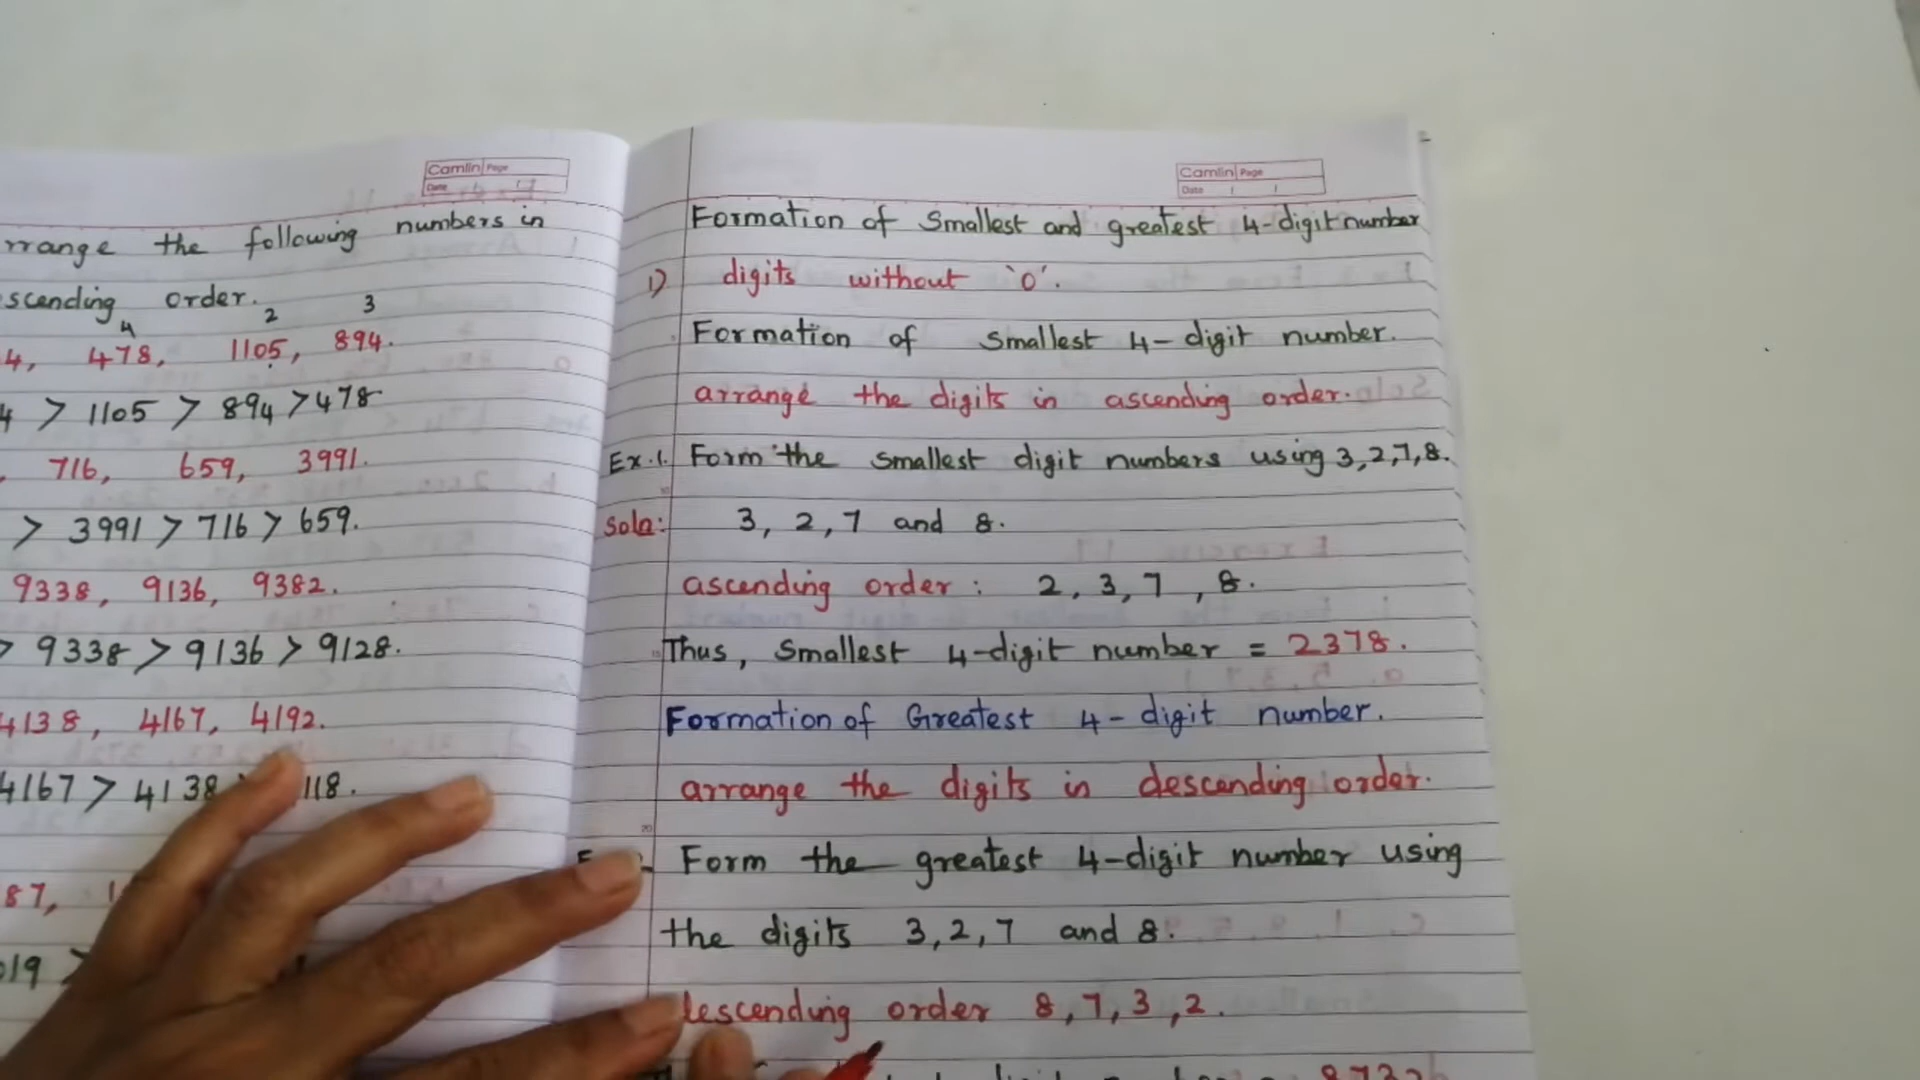 Camlin Page
Date
rrange the following numbers in
scending order.
4 2 3
4, 478, 1105, 894.
4 > 1105 > 894 > 478
716, 659, 3991.
> 3991 > 716 > 659.
9338, 9136, 9382.
> 9338 > 9136 > 9128.
4138, 4167, 4192.
4167 > 4138 118.
87,
019 >
Camlin Page
Date
Formation of Smallest and greatest 4-digit number
1) digits without '0'.
Formation of Smallest 4-digit number.
arrange the digits in ascending order.
Ex.1. Form the smallest digit numbers using 3,2,7,8.
Soln: 3, 2, 7 and 8.
ascending order : 2, 3, 7, 8.
Thus, Smallest 4-digit number = 2378.
Formation of Greatest 4-digit number.
arrange the digits in descending order.
Form the greatest 4-digit number using
20
the digits 3, 2, 7 and 8.
descending order 8, 7, 3, 2.